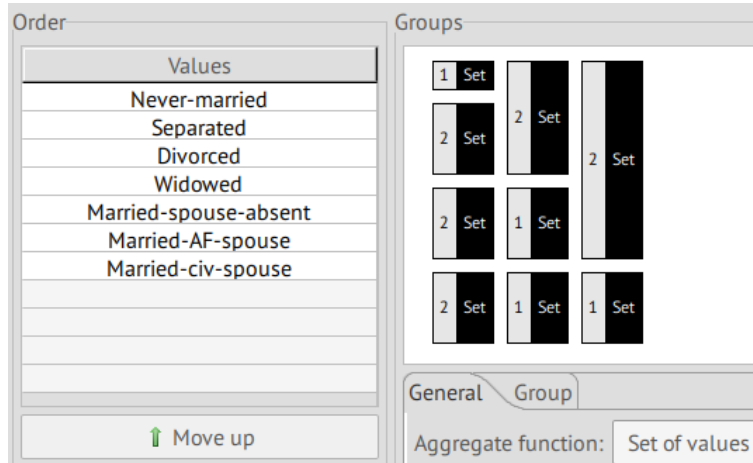 Order
Values
Never-married
Separated
Divorced
Widowed
Married-spouse-absent
Married-AF-spouse
Married-civ-spouse
Move up
Groups
1 Set
2 Set
2 Set
2 Set
2 Set
1 Set
2 Set
2 Set
1 Set
1 Set
General
Group
Aggregate function: Set of values